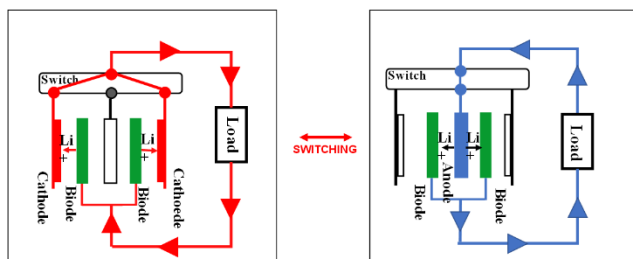 Switch
Li
+
Li
+
Cathode
Biode
Biode
Cathoede
Load
SWITCHING
Switch
Li
+
Li
+
Biode
Anode
Biode
Load